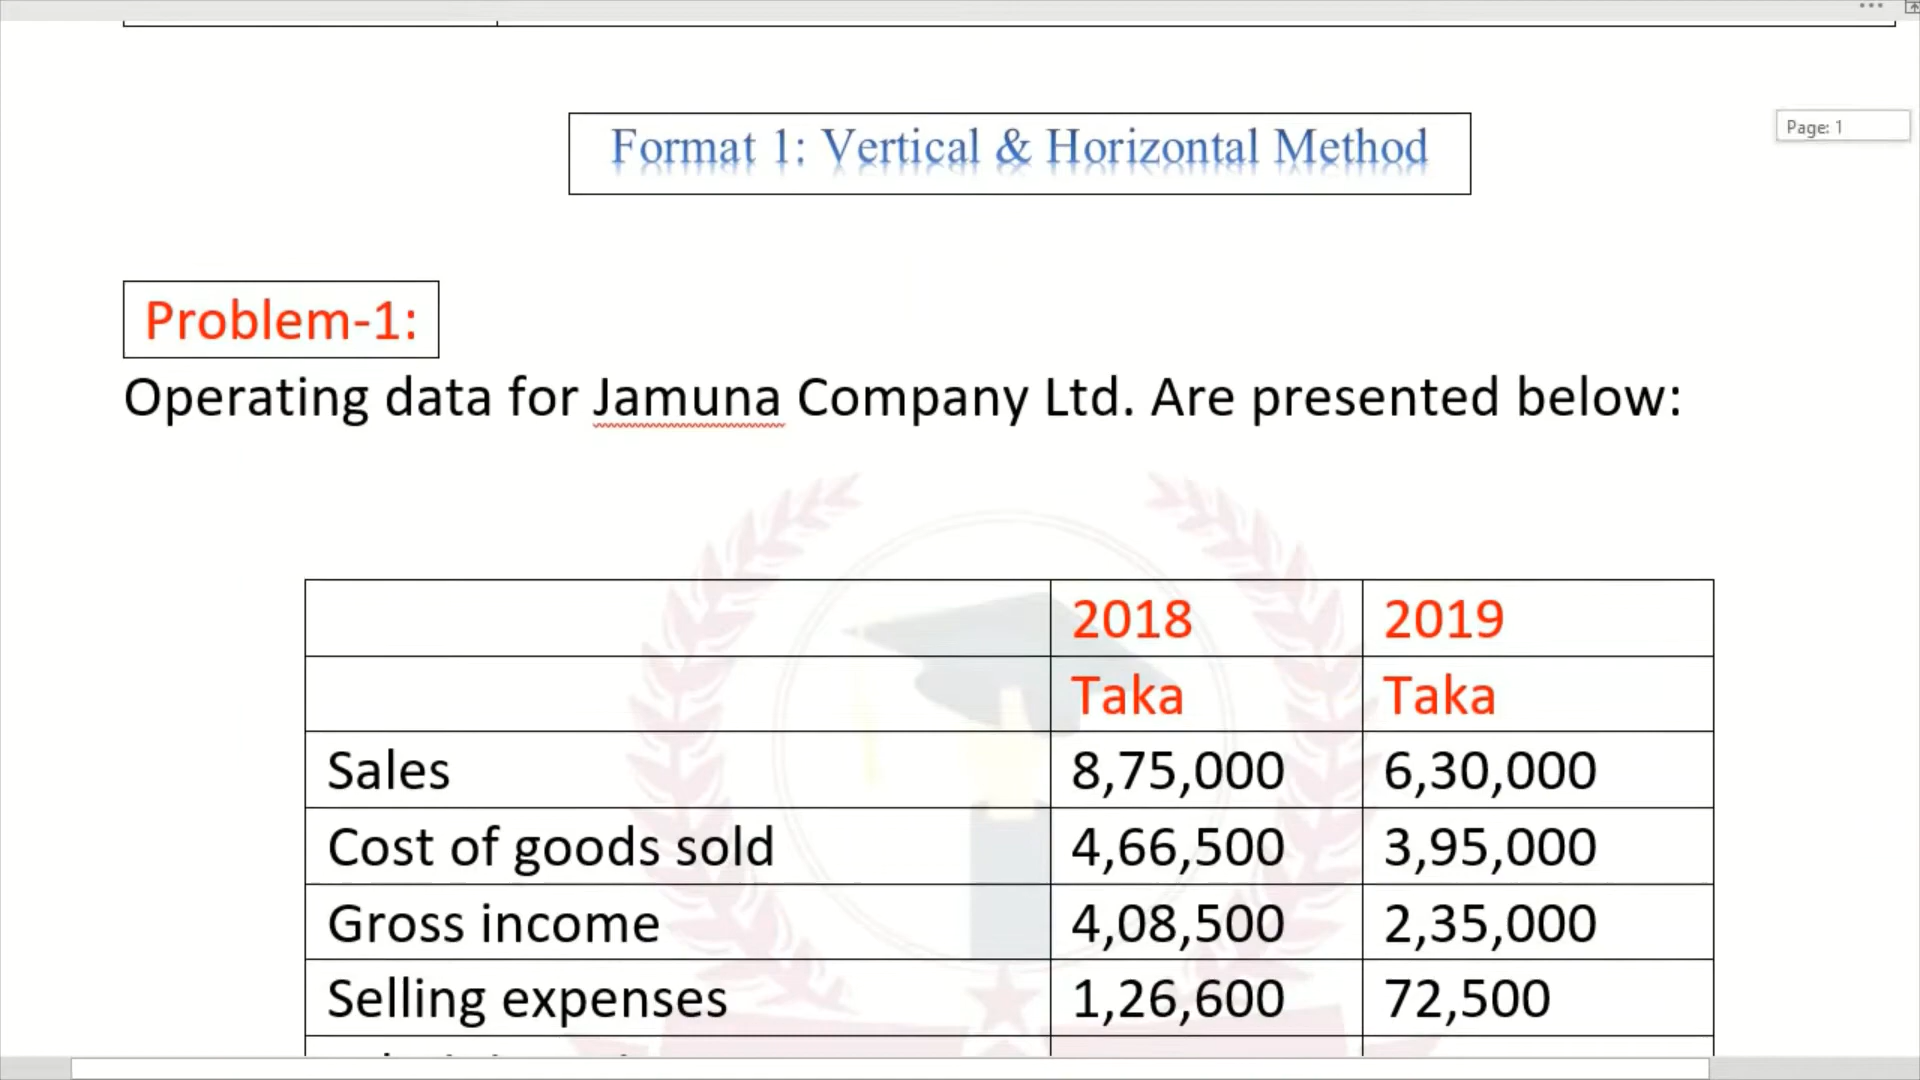 Format 1: Vertical & Horizontal Method
Page: 1
Problem-1:
Operating data for Jamuna Company Ltd. Are presented below:
2018 2019
Taka Taka
Sales 8,75,000 6,30,000
Cost of goods sold 4,66,500 3,95,000
Gross income 4,08,500 2,35,000
Selling expenses 1,26,600 72,500